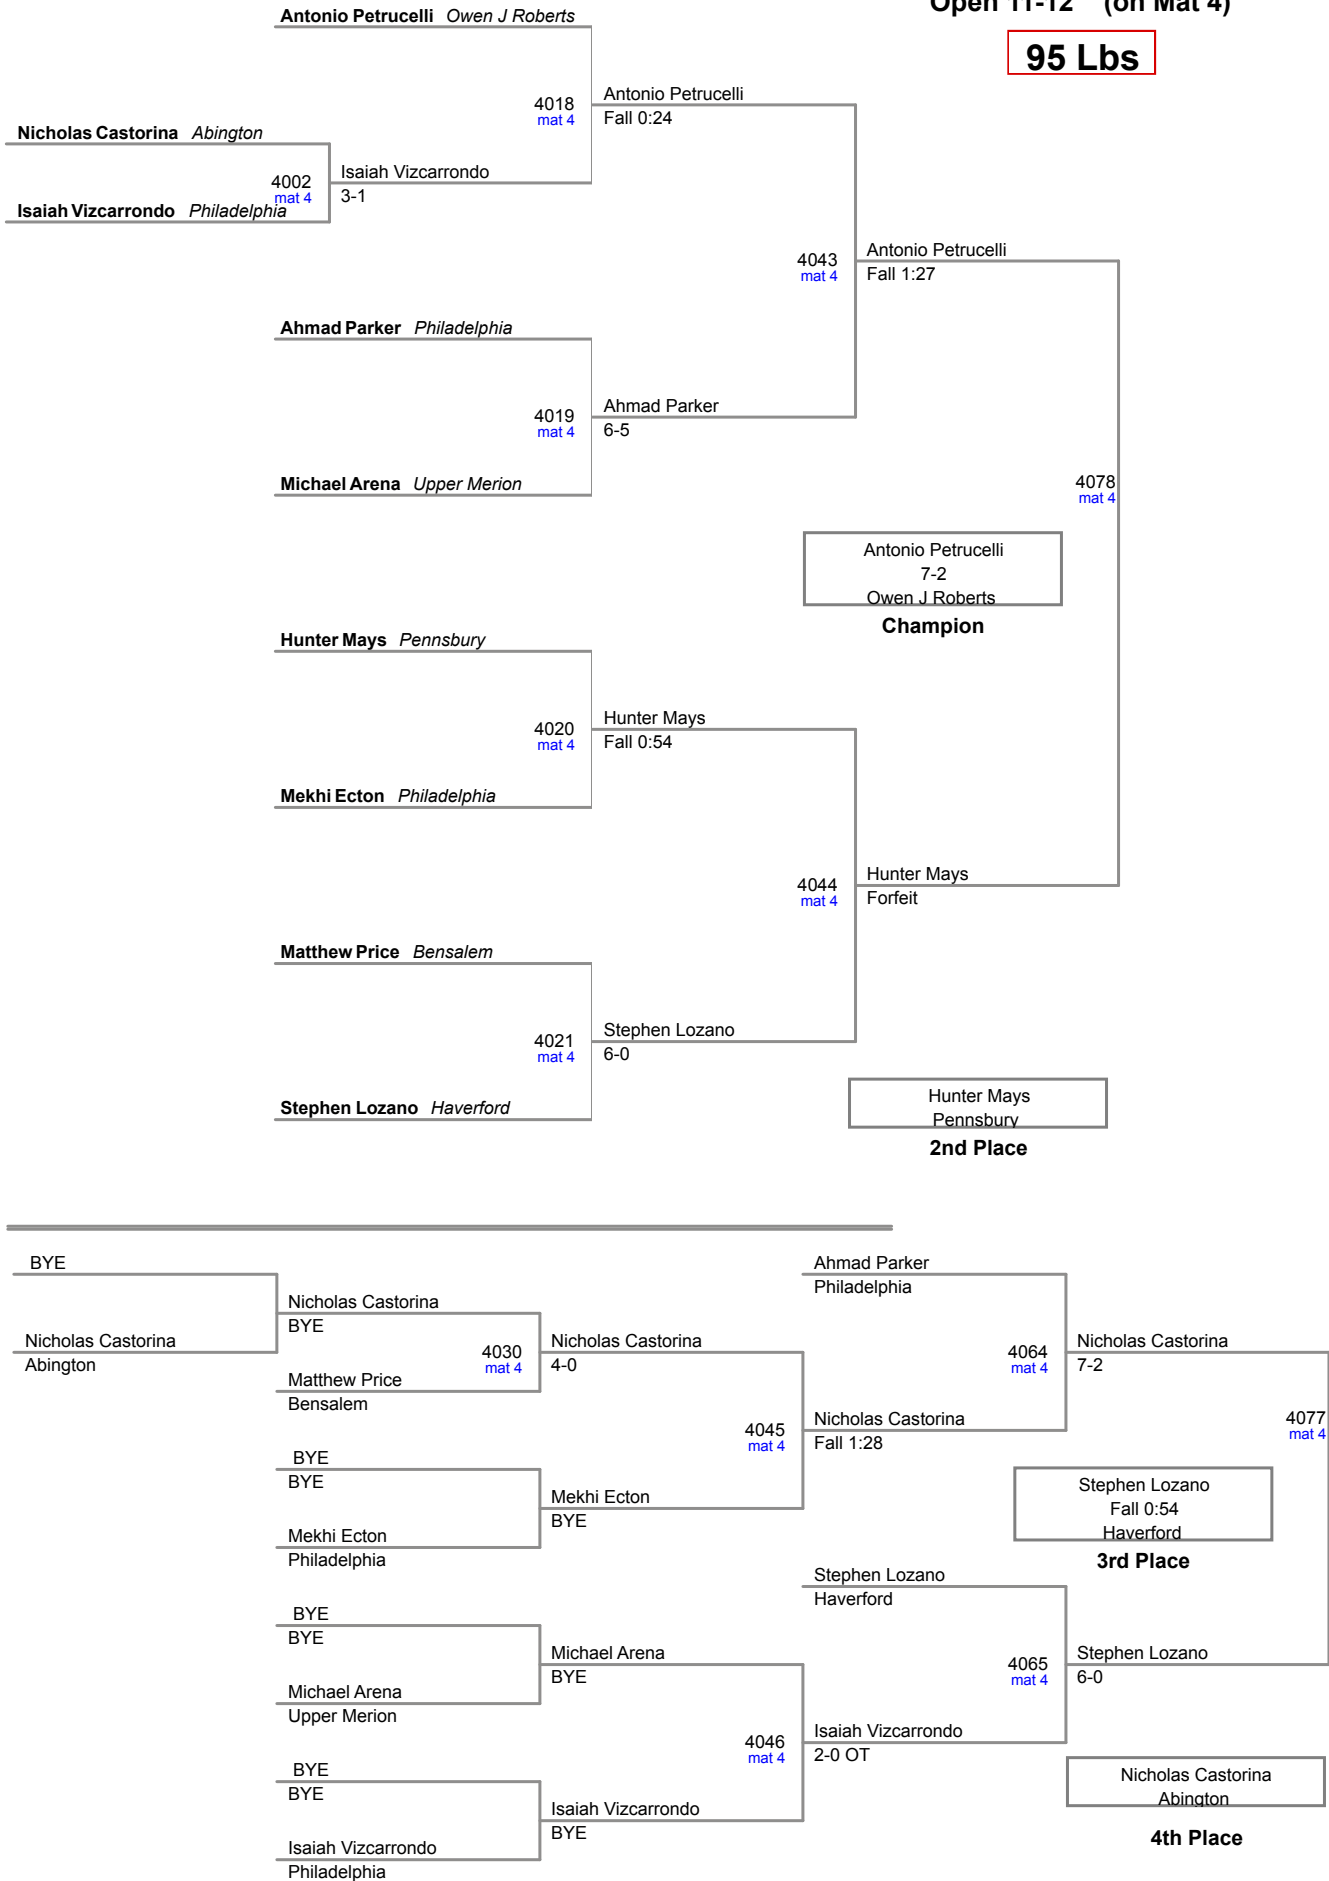 Open 11-12 (on Mat 4)
95 Lbs
Antonio Petrucelli Owen J Roberts
4018
mat 4
Antonio Petrucelli
Fall 0:24
Nicholas Castorina Abington
4002
mat 4
Isaiah Vizcarrondo
3-1
Isaiah Vizcarrondo Philadelphia
4043
mat 4
Antonio Petrucelli
Fall 1:27
Ahmad Parker Philadelphia
4019
mat 4
Ahmad Parker
6-5
Michael Arena Upper Merion
4078
mat 4
Antonio Petrucelli
7-2
Owen J Roberts
Champion
Hunter Mays Pennsbury
4020
mat 4
Hunter Mays
Fall 0:54
Mekhi Ecton Philadelphia
4044
mat 4
Hunter Mays
Forfeit
Matthew Price Bensalem
4021
mat 4
Stephen Lozano
6-0
Stephen Lozano Haverford
Hunter Mays
Pennsbury
2nd Place
BYE
Nicholas Castorina
Abington
Nicholas Castorina
BYE
4030
mat 4
Matthew Price
Bensalem
Nicholas Castorina
4-0
BYE
BYE
Mekhi Ecton
Philadelphia
Mekhi Ecton
BYE
4045
mat 4
Ahmad Parker
Philadelphia
Nicholas Castorina
Fall 1:28
4064
mat 4
Nicholas Castorina
7-2
4077
mat 4
Stephen Lozano
Fall 0:54
Haverford
3rd Place
BYE
BYE
Michael Arena
Upper Merion
Michael Arena
BYE
BYE
BYE
Isaiah Vizcarrondo
Philadelphia
Isaiah Vizcarrondo
BYE
4046
mat 4
Stephen Lozano
Haverford
Isaiah Vizcarrondo
2-0 OT
4065
mat 4
Stephen Lozano
6-0
Nicholas Castorina
Abington
4th Place